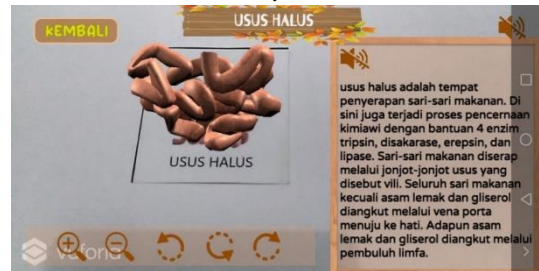 KEMBALI
USUS HALUS
USUS HALUS
usus halus adalah tempat
penyerapan sari-sari makanan. Di
sini juga terjadi proses pencernaan
kimiawi dengan bantuan 4 enzim
tripsin, disakarase, erepsin, dan
lipase. Sari-sari makanan diserap
melalui jonjot-jonjot usus yang
disebut vili. Seluruh sari makanan
kecuali asam lemak dan gliserol
diangkut melalui vena porta
menuju ke hati. Adapun asam
lemak dan gliserol diangkut melalui
pembuluh limfa.
vuforia